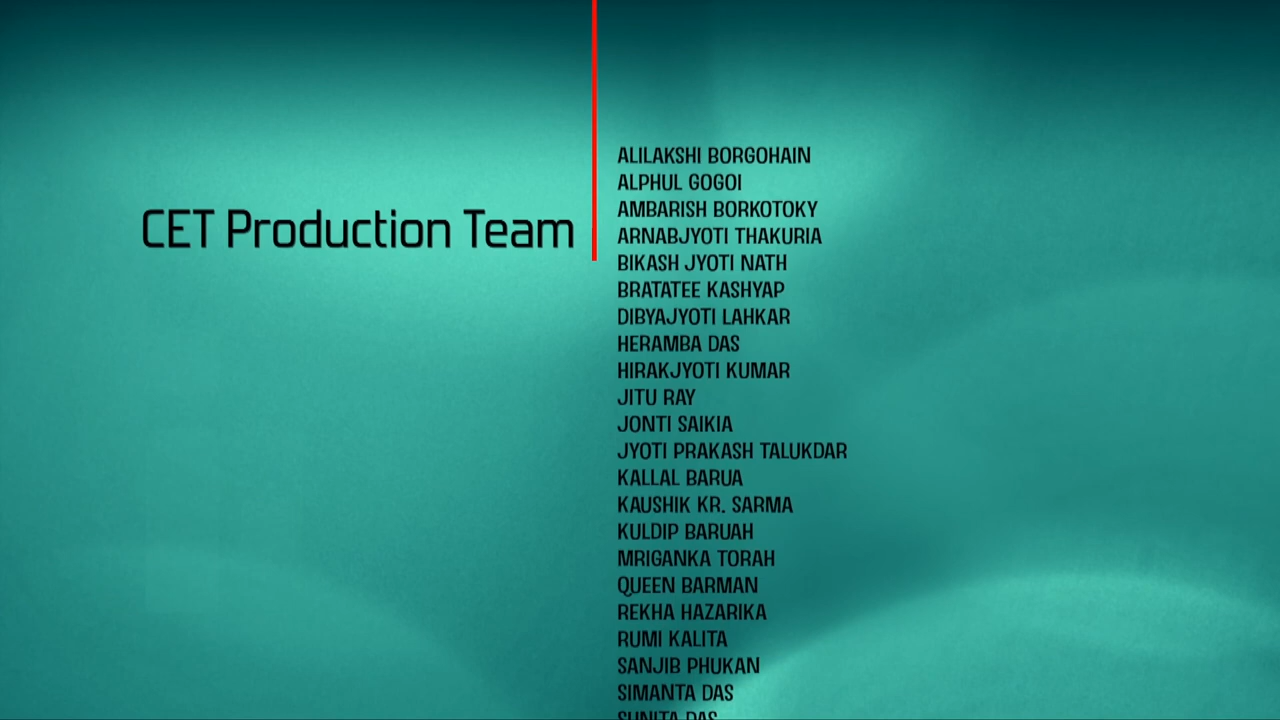 CET Production Team
ALILAKSHI BORGOHAIN
ALPHUL GOGOI
AMBARISH BORKOTOKY
ARNABJYOTI THAKURIA
BIKASH JYOTI NATH
BRATATEE KASHYAP
DIBYAJYOTI LAHKAR
HERAMBA DAS
HIRAKJYOTI KUMAR
JITU RAY
JONTI SAIKIA
JYOTI PRAKASH TALUKDAR
KALLAL BARUA
KAUSHIK KR. SARMA
KULDIP BARUAH
MRIGANKA TORAH
QUEEN BARMAN
REKHA HAZARIKA
RUMI KALITA
SANJIB PHUKAN
SIMANTA DAS
SUNITA DAS